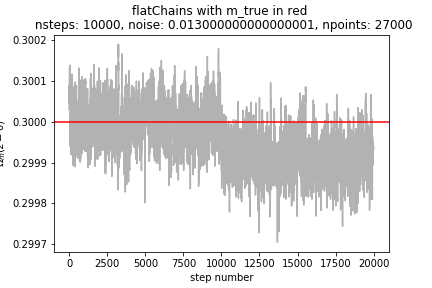 flatChains with m_true in red
nsteps: 10000, noise: 0.013000000000000001, npoints: 27000
0.3002
0.3001
0.3000
0.2999
0.2998
0.2997
0 2500 5000 7500 10000 12500 15000 17500 20000
step number